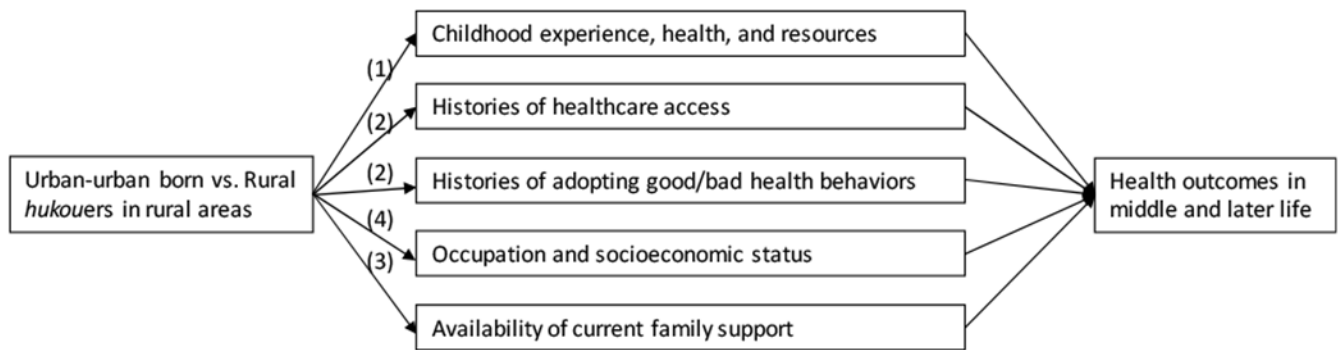 Childhood experience, health, and resources
(1)
Histories of healthcare access
(2)
Urban-urban born vs. Rural
hukouers in rural areas
(2)
Histories of adopting good/bad health behaviors
Health outcomes in
middle and later life
(4)
Occupation and socioeconomic status
(3)
Availability of current family support